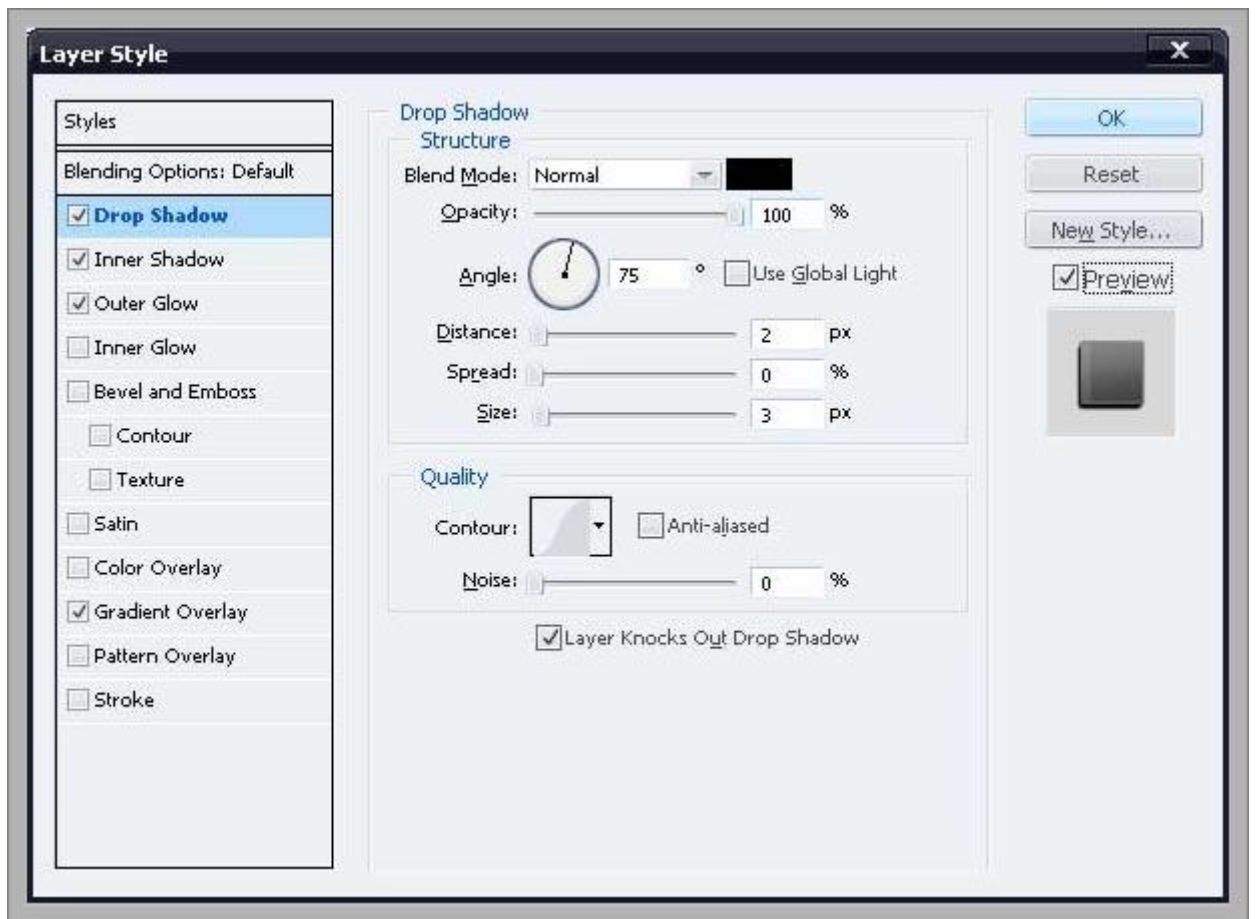 Layer Style
X
Styles
Blending Options: Default
Drop Shadow
Inner Shadow
Outer Glow
Inner Glow
Bevel and Emboss
Contour
Texture
Satin
Color Overlay
Gradient Overlay
Pattern Overlay
Stroke
Drop Shadow
Structure
Blend Mode: Normal
Opacity: 100 %
Angle: 75 ° Use Global Light
Distance: 2 px
Spread: 0 %
Size: 3 px
Quality
Contour: Anti-aliased
Noise: 0 %
Layer Knocks Out Drop Shadow
OK
Reset
New Style...
Preview